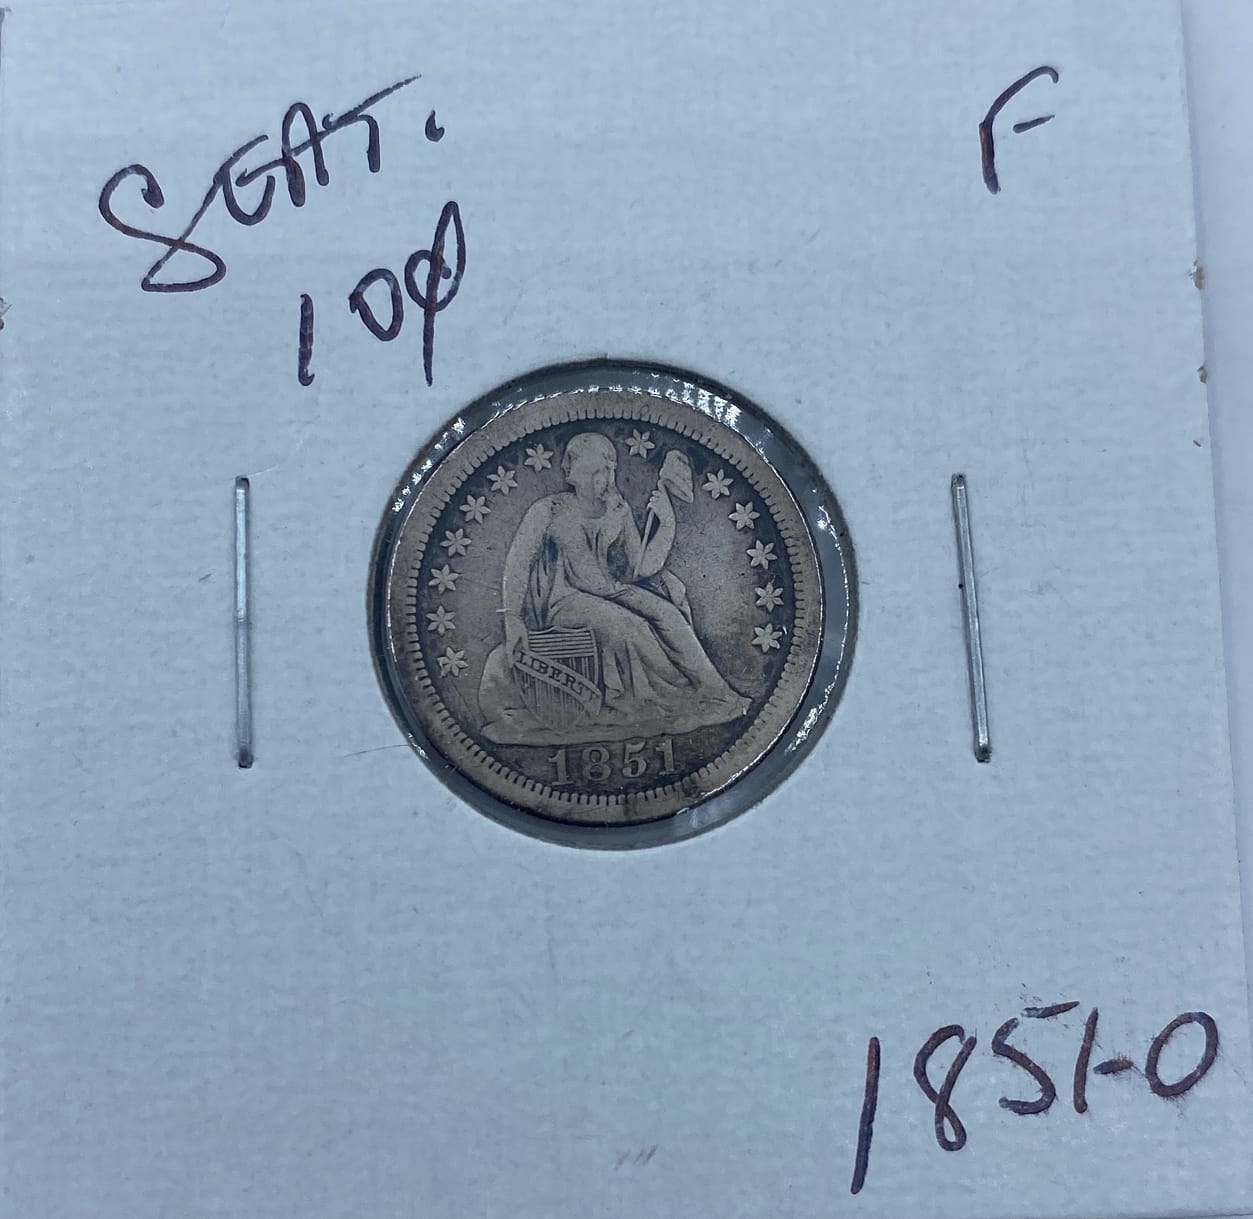 SEAT.
10¢
F
LIBERTY
1851
1851-O